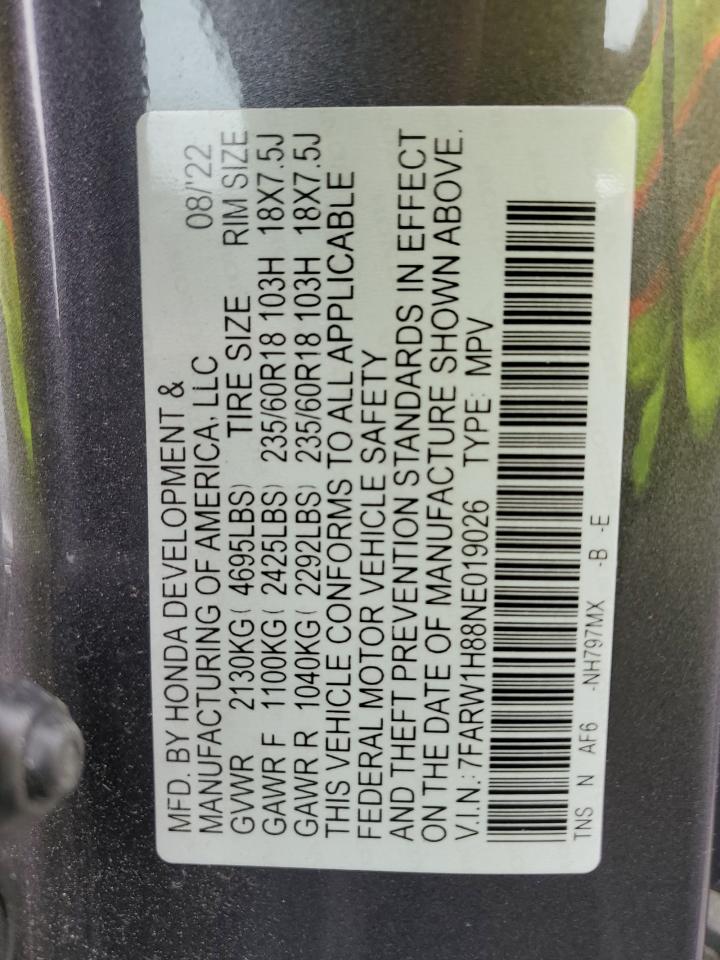 MFD. BY HONDA DEVELOPMENT &
MANUFACTURING OF AMERICA, LLC 08/'22
GVWR 2130KG( 4695LBS) TIRE SIZE RIM SIZE
GAWR F 1100KG( 2425LBS) 235/60R18 103H 18X7.5J
GAWR R 1040KG( 2292LBS) 235/60R18 103H 18X7.5J
THIS VEHICLE CONFORMS TO ALL APPLICABLE
FEDERAL MOTOR VEHICLE SAFETY
AND THEFT PREVENTION STANDARDS IN EFFECT
ON THE DATE OF MANUFACTURE SHOWN ABOVE.
V.I.N.: 7FARW1H88NE019026 TYPE: MPV
TNS N AF6 -NH797MX -B -E